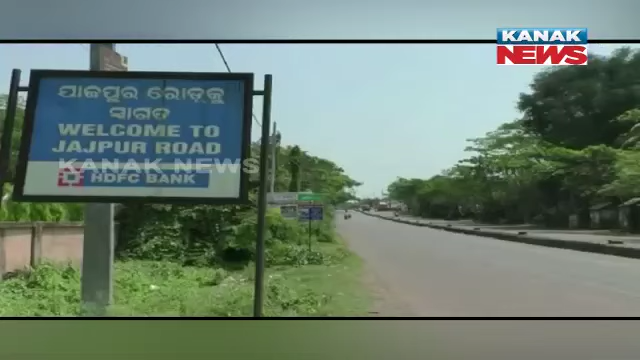 KANAK
NEWS
ଯାଜପୁର ରୋଡ଼କୁ
ସ୍ୱାଗତ
WELCOME TO
JAJPUR ROAD
KANAK NEWS
HDFC BANK